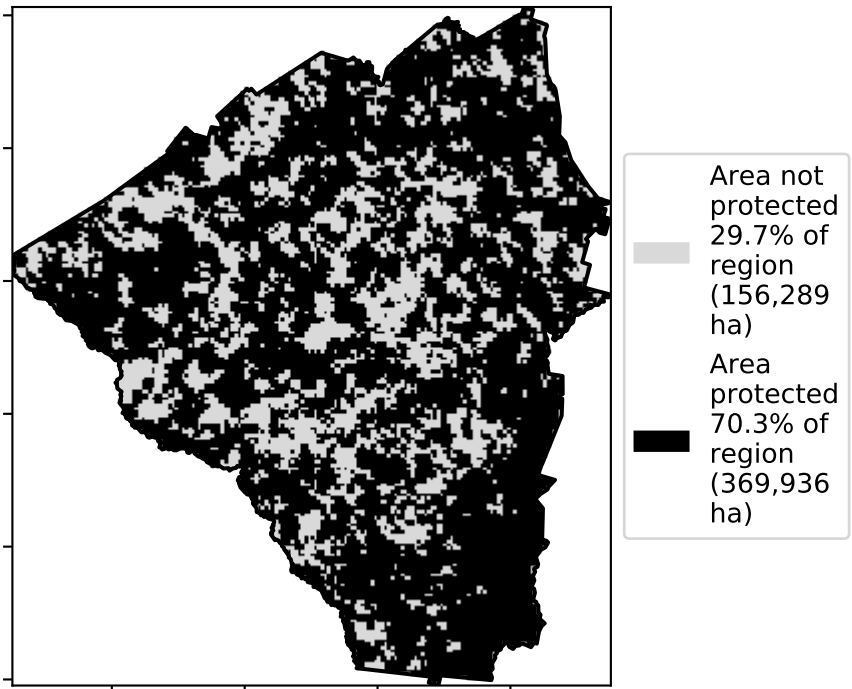 Area not
protected
29.7% of
region
(156,289
ha)
Area
protected
70.3% of
region
(369,936
ha)